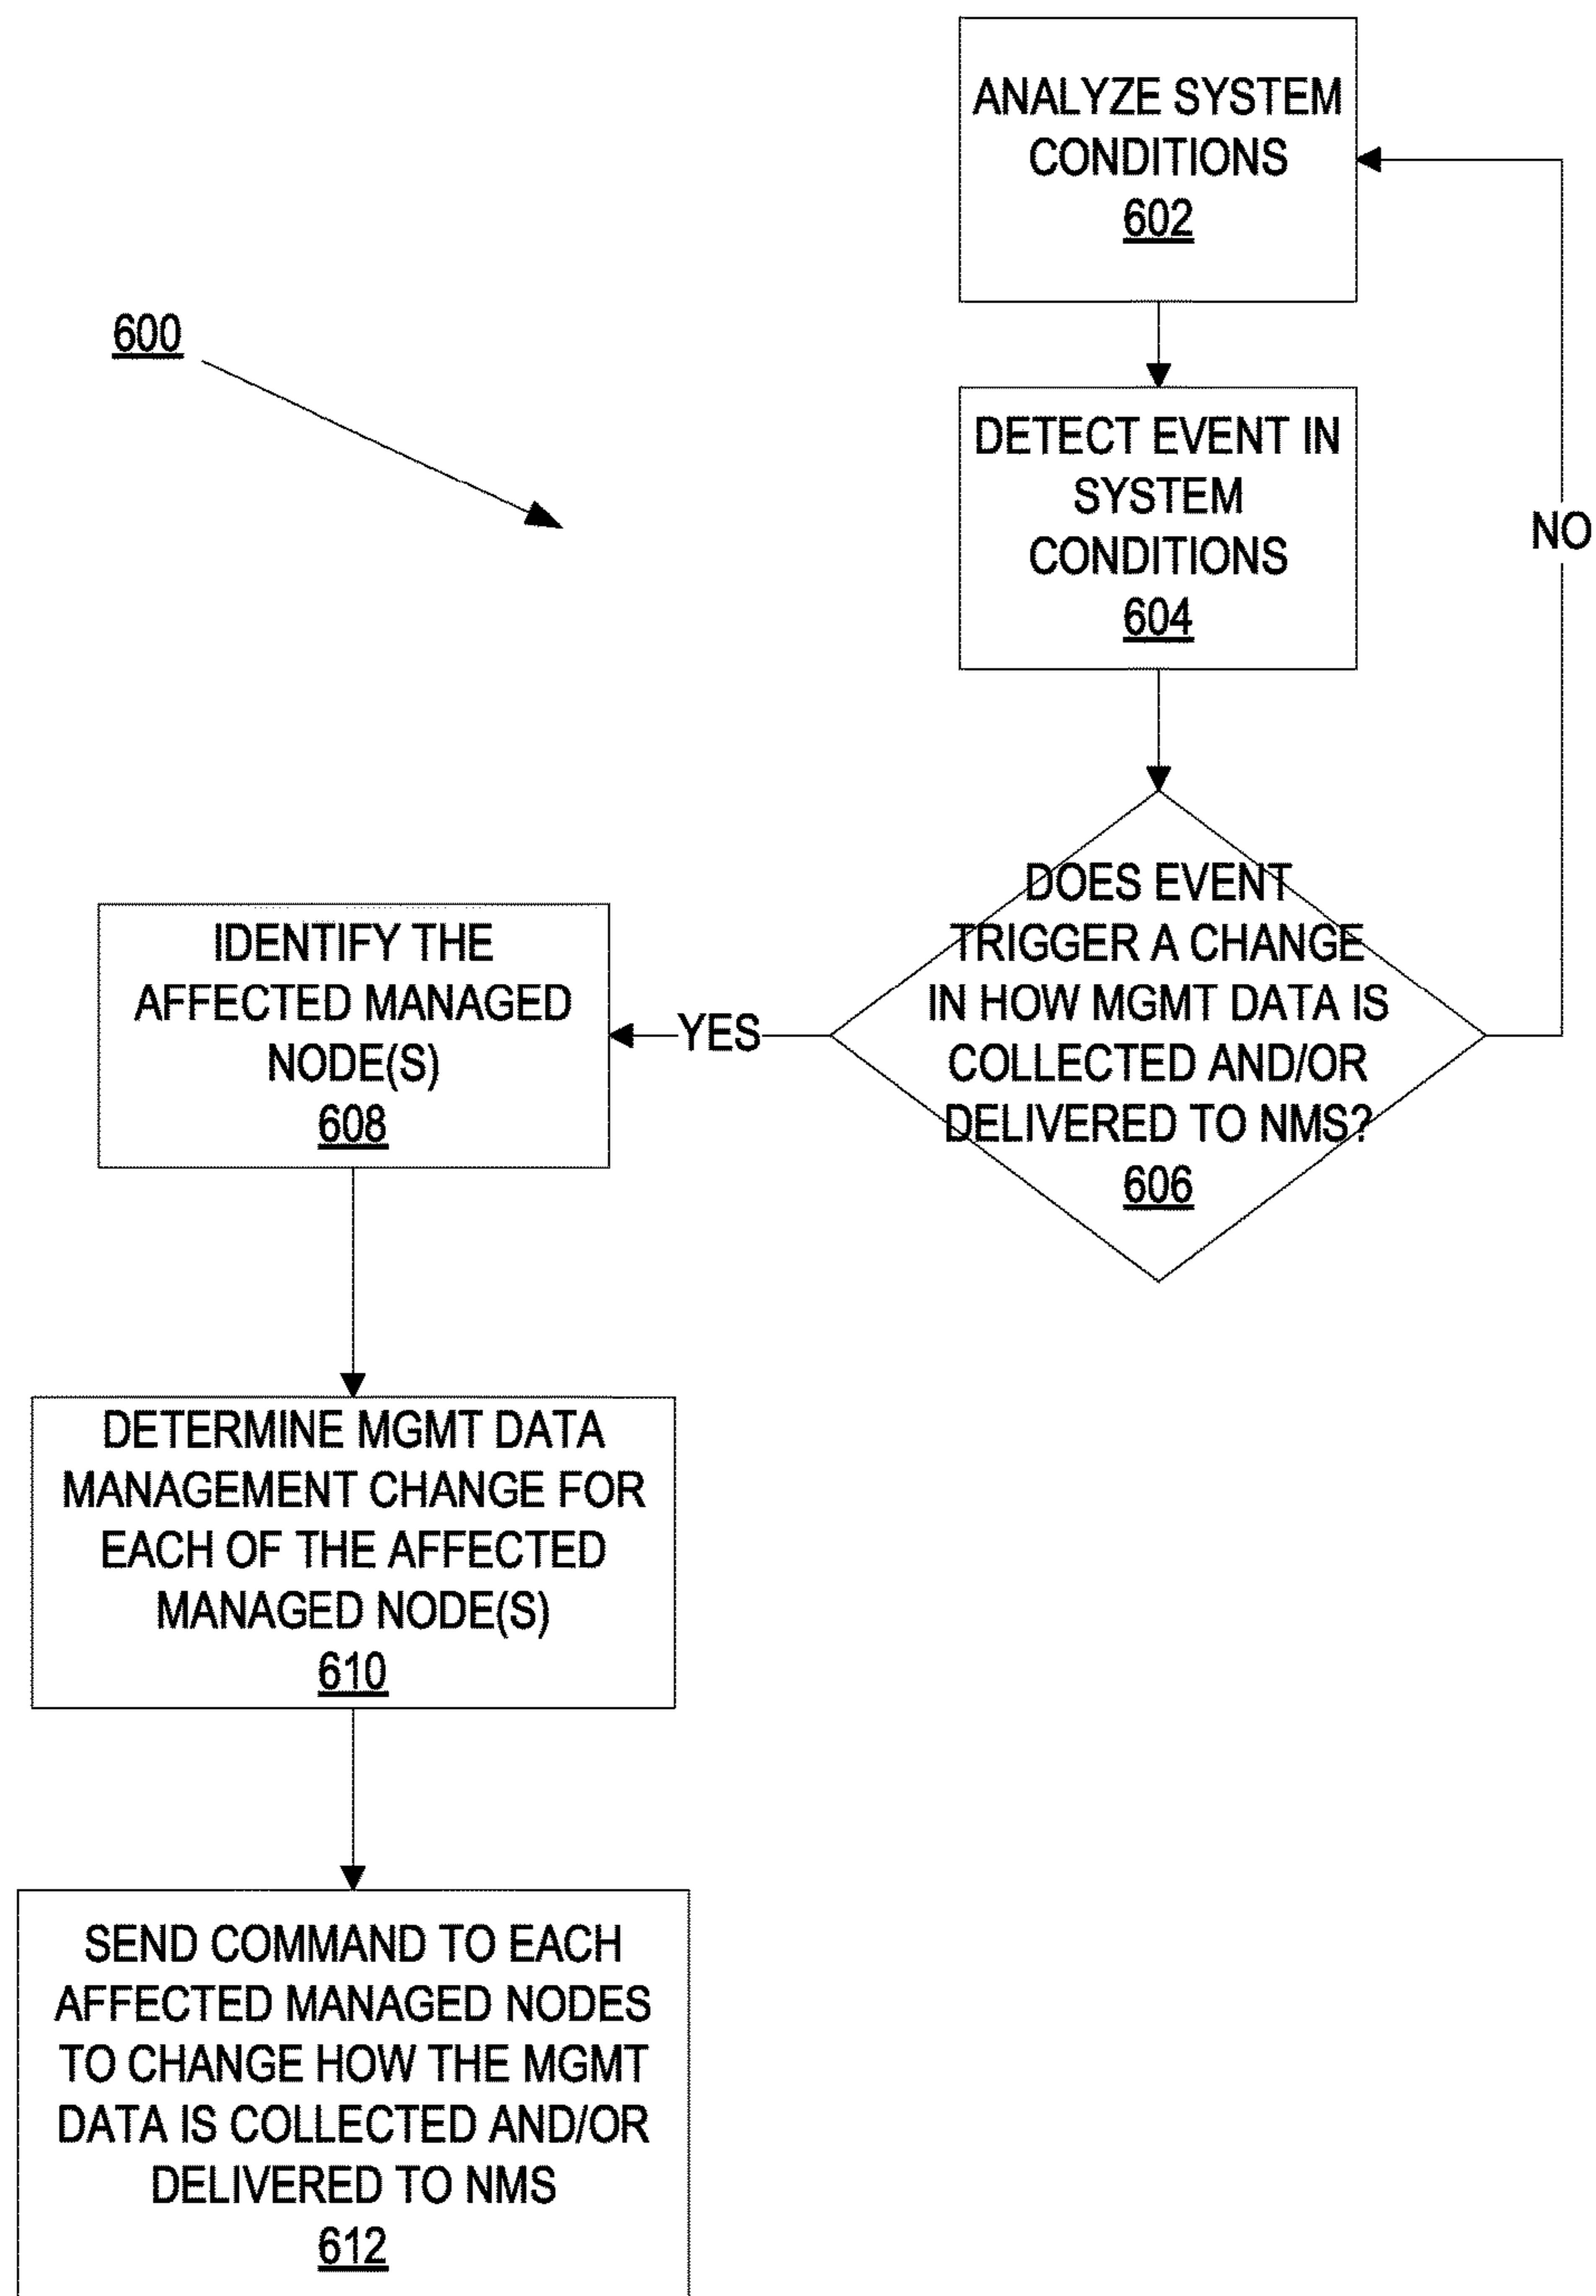 ANALYZE SYSTEM
CONDITIONS
602
600
DETECT EVENT IN
SYSTEM
CONDITIONS
604
NO
DOES EVENT
TRIGGER A CHANGE
IN HOW MGMT DATA IS
COLLECTED AND/OR
DELIVERED TO NMS?
606
YES
IDENTIFY THE
AFFECTED MANAGED
NODE(S)
608
DETERMINE MGMT DATA
MANAGEMENT CHANGE FOR
EACH OF THE AFFECTED
MANAGED NODE(S)
610
SEND COMMAND TO EACH
AFFECTED MANAGED NODES
TO CHANGE HOW THE MGMT
DATA IS COLLECTED AND/OR
DELIVERED TO NMS
612